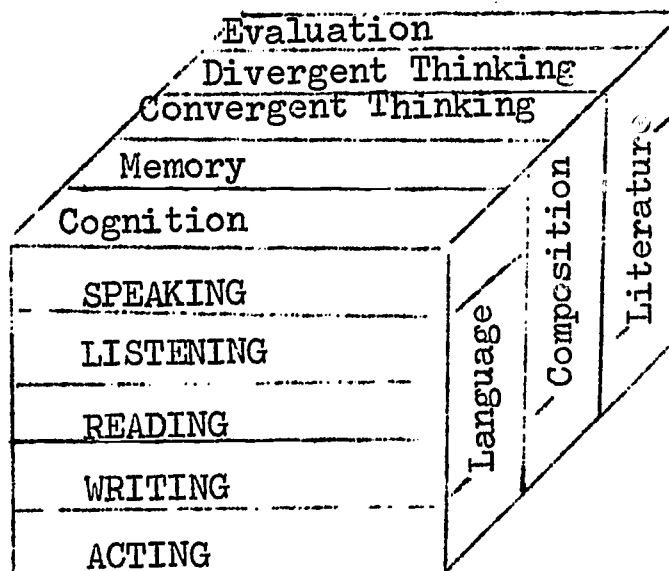 Evaluation
Divergent Thinking
Convergent Thinking
Memory
Cognition
SPEAKING
LISTENING
READING
WRITING
ACTING
Language
Composition
Literature